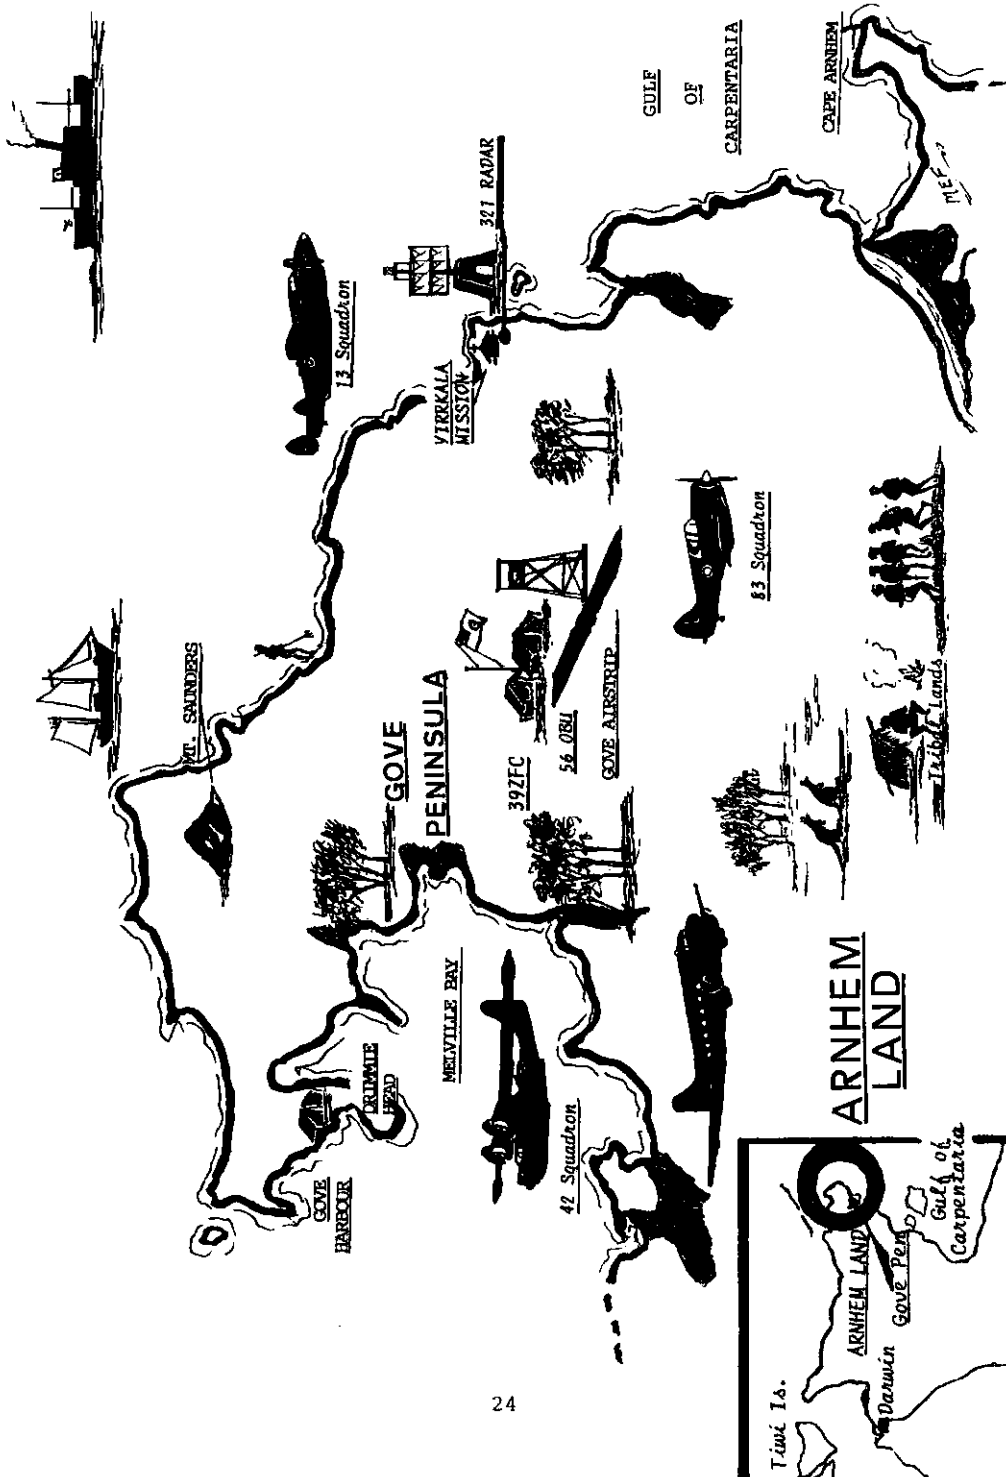 GULF
OF
CARPENTARIA
CAPE ARNHEM
MEF
321 RADAR
13 Squadron
YIRRKALA
MISSION
83 Squadron
MT. SAUNDERS
GOVE
PENINSULA
39ZFC
56 OBU
GOVE AIRSTRIP
Tribal Lands
MELVILLE BAY
DRIMMIE
HEAD
GOVE
HARBOUR
42 Squadron
ARNHEM
LAND
Tiwi Is.
Darwin
ARNHEM LAND
Gove Pen
Gulf of
Carpentaria
24